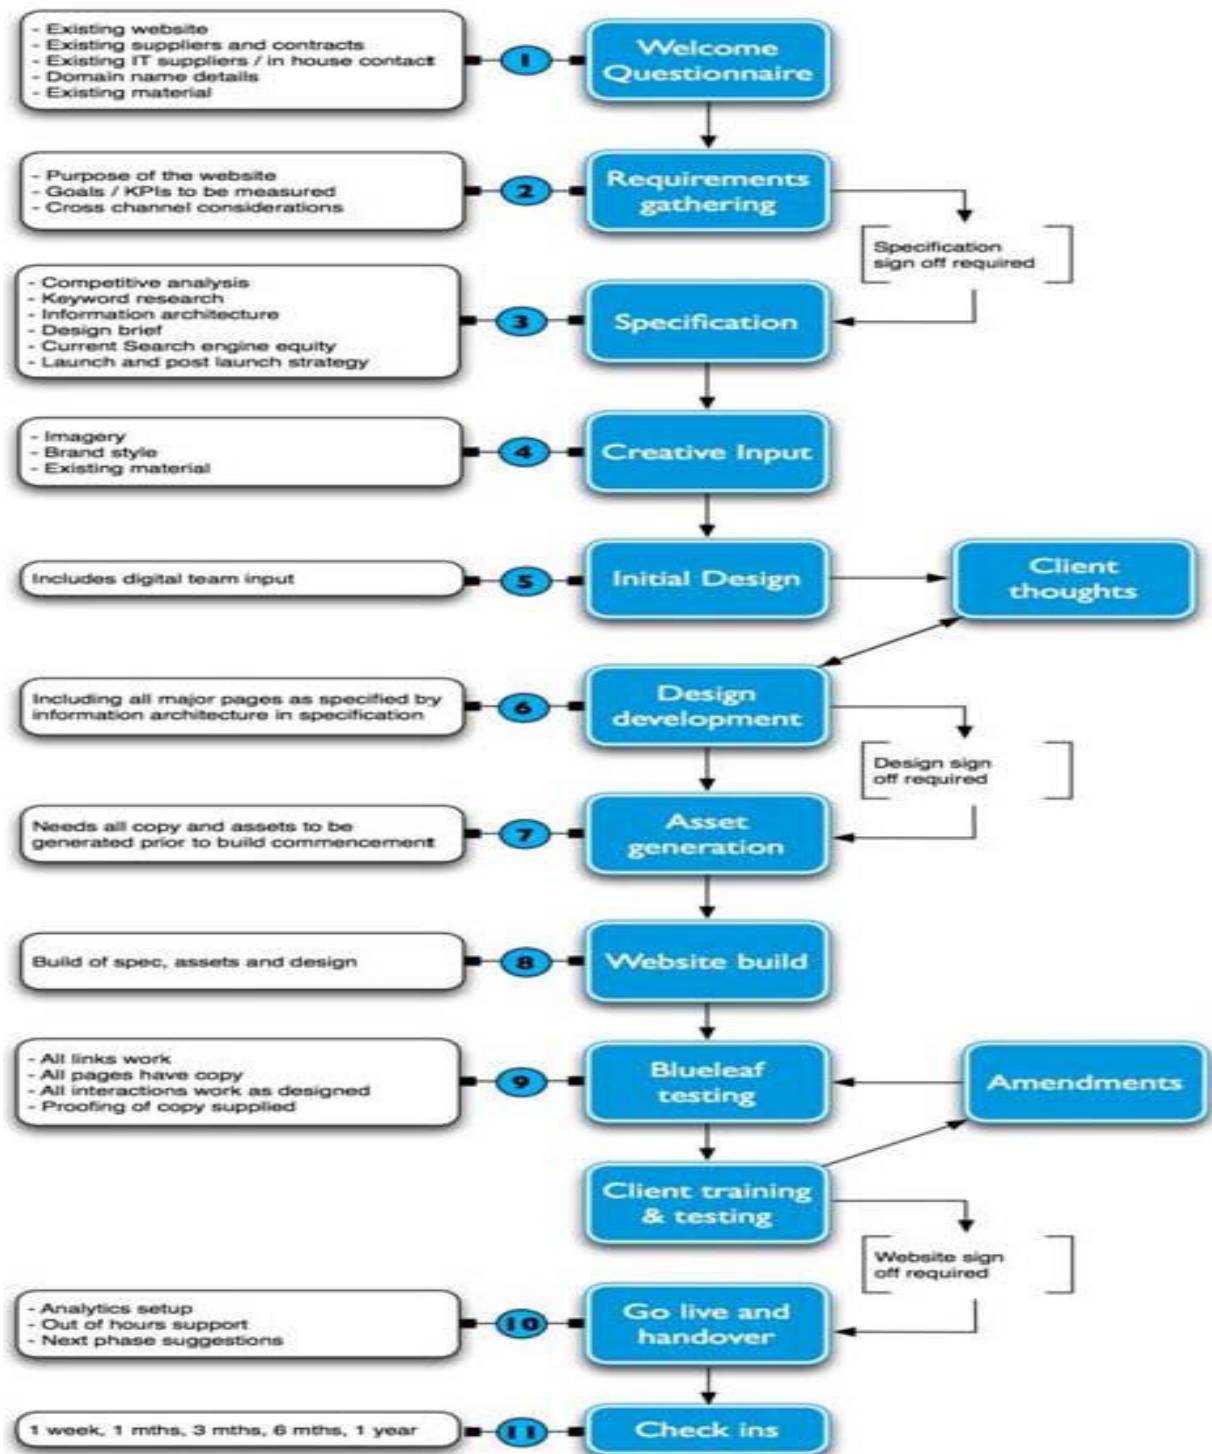 - Existing website
- Existing suppliers and contracts
- Existing IT suppliers / in house contact
- Domain name details
- Existing material
1
Welcome
Questionnaire
- Purpose of the website
- Goals / KPIs to be measured
- Cross channel considerations
2
Requirements
gathering
Specification
sign off required
- Competitive analysis
- Keyword research
- Information architecture
- Design brief
- Current Search engine equity
- Launch and post launch strategy
3
Specification
- Imagery
- Brand style
- Existing material
4
Creative Input
Includes digital team input
5
Initial Design
Client
thoughts
Including all major pages as specified by
information architecture in specification
6
Design
development
Design sign
off required
Needs all copy and assets to be
generated prior to build commencement
7
Asset
generation
Build of spec, assets and design
8
Website build
- All links work
- All pages have copy
- All interactions work as designed
- Proofing of copy supplied
9
Blueleaf
testing
Amendments
Client training
& testing
Website sign
off required
- Analytics setup
- Out of hours support
- Next phase suggestions
10
Go live and
handover
1 week, 1 mths, 3 mths, 6 mths, 1 year
11
Check ins